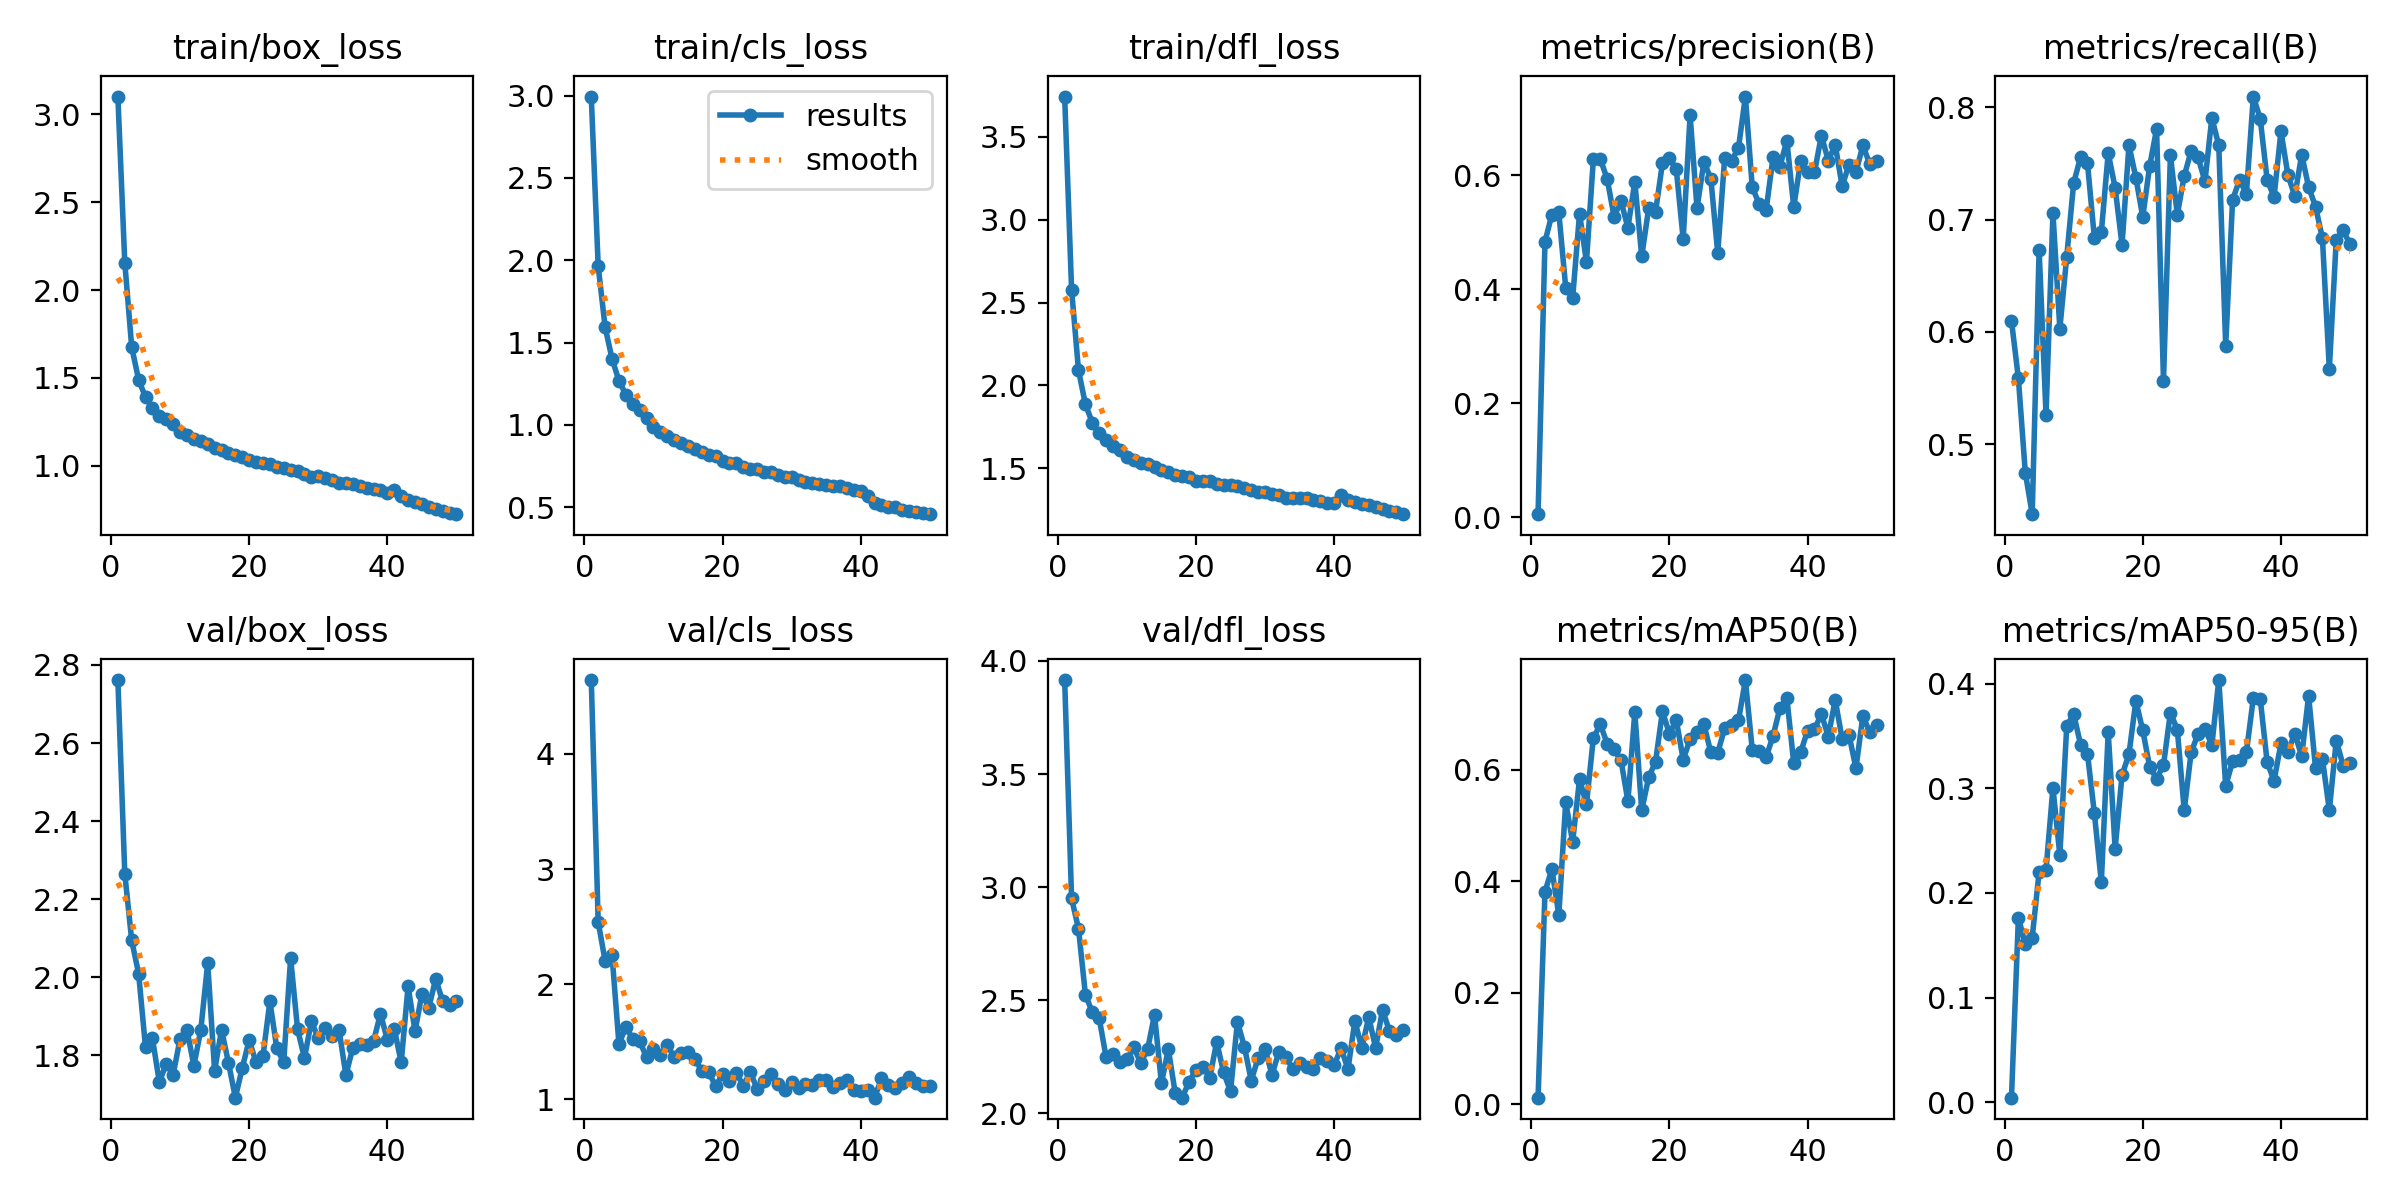 train/box_loss
3.0
2.5
2.0
1.5
1.0
0 20 40
train/cls_loss
results
smooth
3.0
2.5
2.0
1.5
1.0
0.5
0 20 40
train/dfl_loss
3.5
3.0
2.5
2.0
1.5
0 20 40
metrics/precision(B)
0.6
0.4
0.2
0.0
0 20 40
metrics/recall(B)
0.8
0.7
0.6
0.5
0 20 40
val/box_loss
2.8
2.6
2.4
2.2
2.0
1.8
0 20 40
val/cls_loss
4
3
2
1
0 20 40
val/dfl_loss
4.0
3.5
3.0
2.5
2.0
0 20 40
metrics/mAP50(B)
0.6
0.4
0.2
0.0
0 20 40
metrics/mAP50-95(B)
0.4
0.3
0.2
0.1
0.0
0 20 40